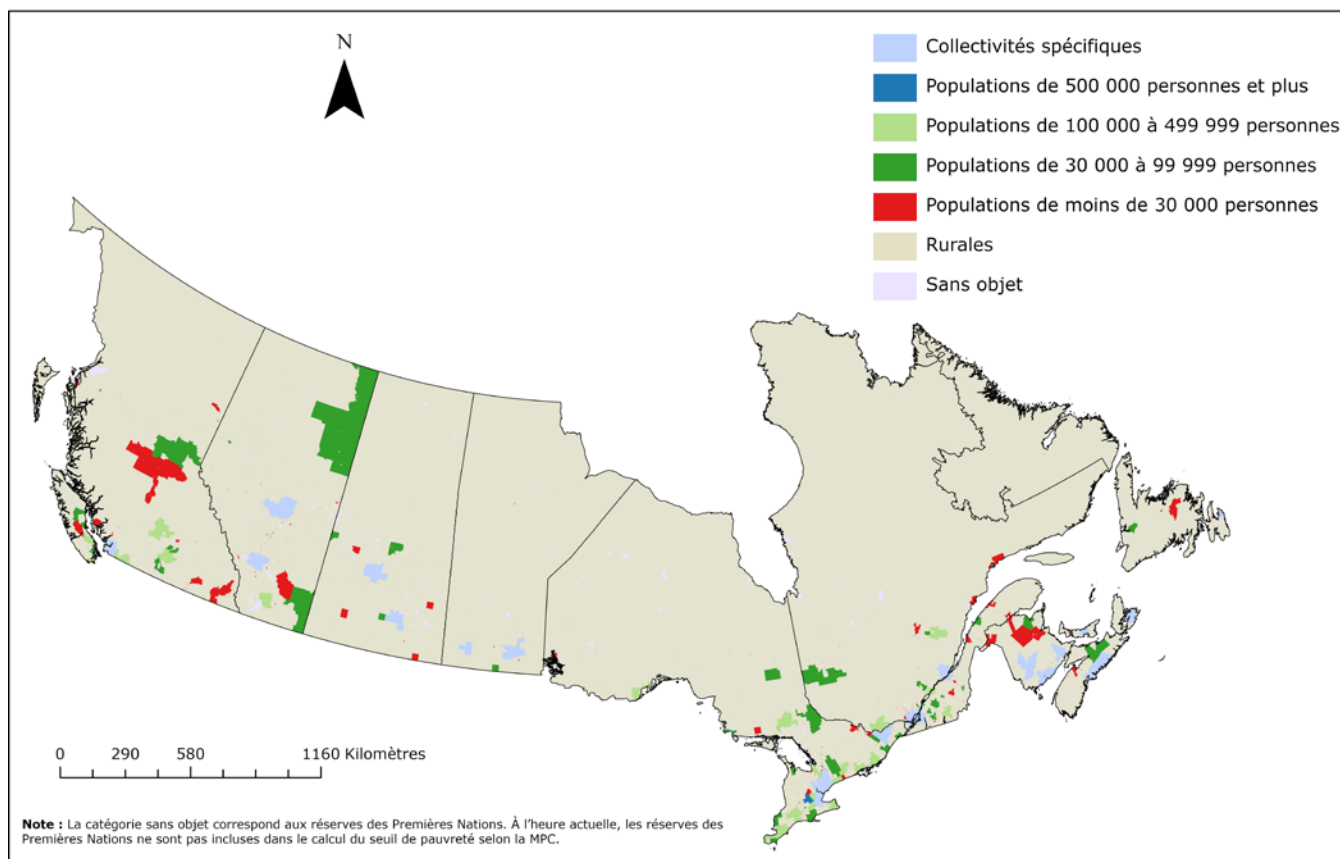 N
Collectivités spécifiques
Populations de 500 000 personnes et plus
Populations de 100 000 à 499 999 personnes
Populations de 30 000 à 99 999 personnes
Populations de moins de 30 000 personnes
Rurales
Sans objet
0 290 580 1160 Kilomètres
Note : La catégorie sans objet correspond aux réserves des Premières Nations. À l’heure actuelle, les réserves des
Premières Nations ne sont pas incluses dans le calcul du seuil de pauvreté selon la MPC.